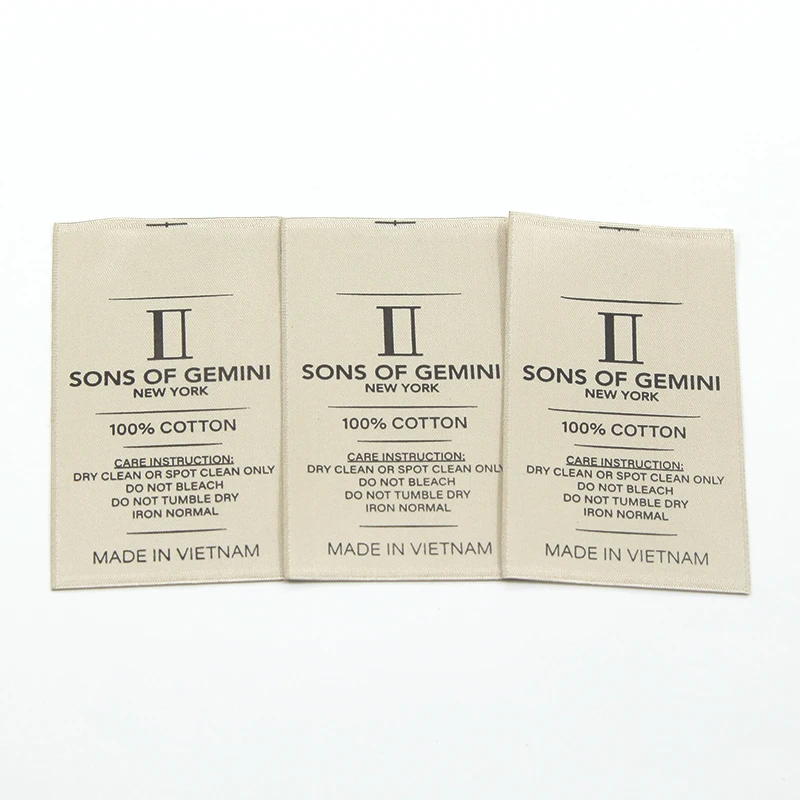 SONS OF GEMINI
NEW YORK
100% COTTON
CARE INSTRUCTION:
DRY CLEAN OR SPOT CLEAN ONLY
DO NOT BLEACH
DO NOT TUMBLE DRY
IRON NORMAL
MADE IN VIETNAM
SONS OF GEMINI
NEW YORK
100% COTTON
CARE INSTRUCTION:
DRY CLEAN OR SPOT CLEAN ONLY
DO NOT BLEACH
DO NOT TUMBLE DRY
IRON NORMAL
MADE IN VIETNAM
SONS OF GEMINI
NEW YORK
100% COTTON
CARE INSTRUCTION:
DRY CLEAN OR SPOT CLEAN ONLY
DO NOT BLEACH
DO NOT TUMBLE DRY
IRON NORMAL
MADE IN VIETNAM